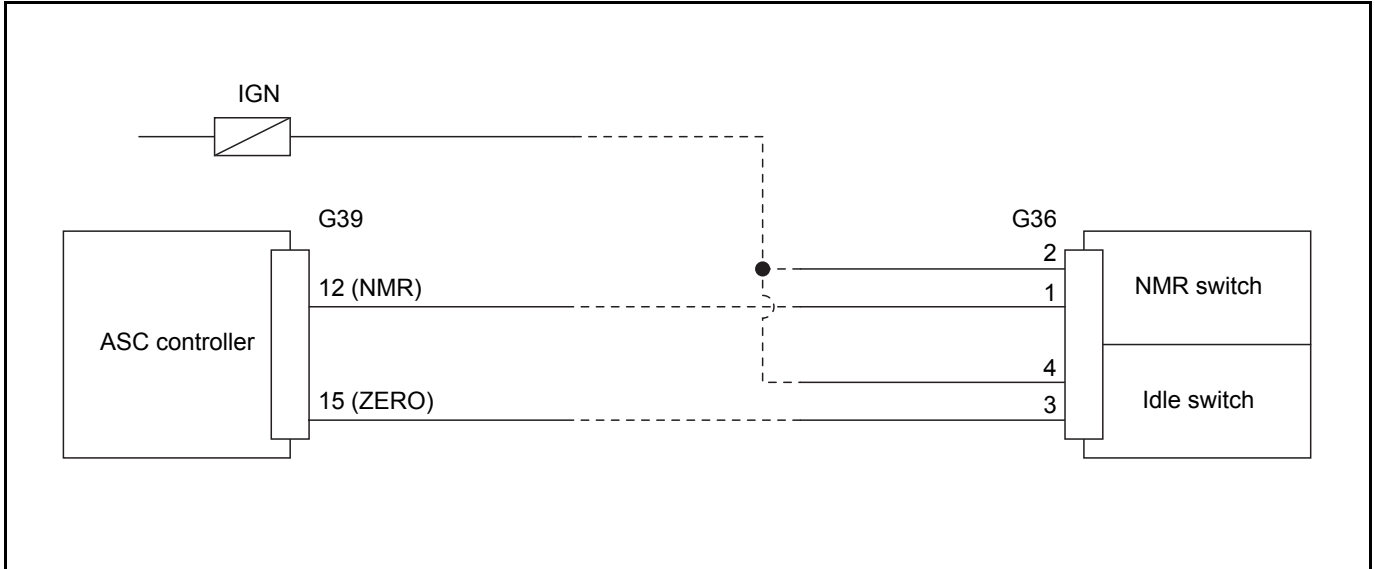 IGN
G39
G36
2
12 (NMR)
1
NMR switch
ASC controller
4
15 (ZERO)
3
Idle switch